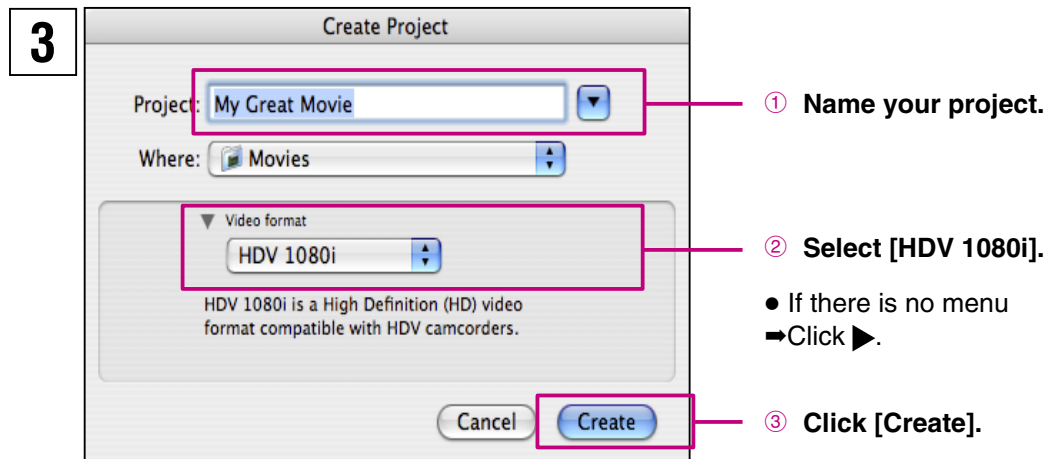 3
Create Project
Project: My Great Movie
① Name your project.
Where: Movies
Video format
HDV 1080i
② Select [HDV 1080i].
HDV 1080i is a High Definition (HD) video
format compatible with HDV camcorders.
● If there is no menu
➡Click ▶.
Cancel Create
③ Click [Create].